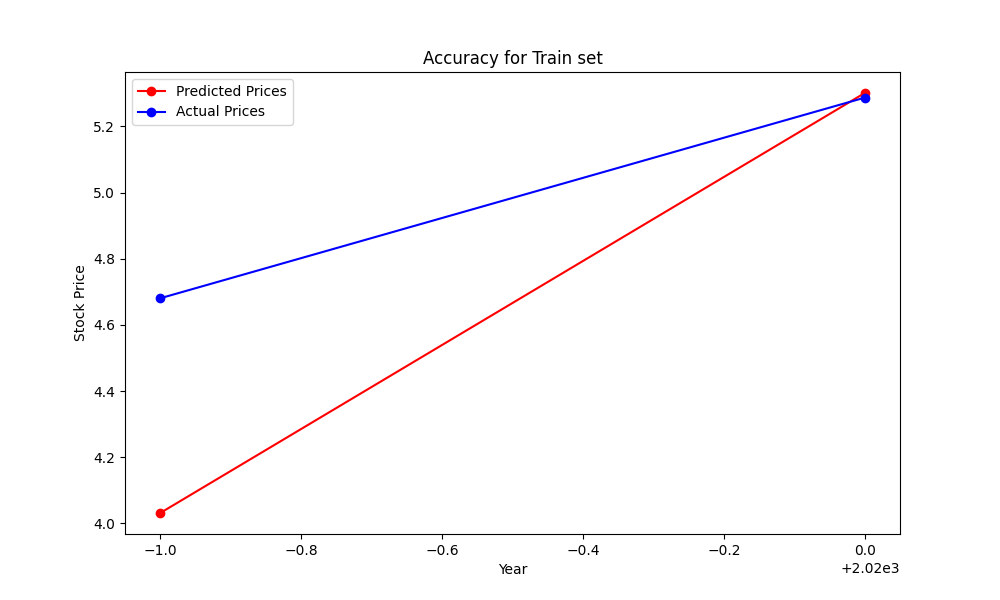 Accuracy for Train set
Predicted Prices
Actual Prices
5.2
5.0
4.8
4.6
4.4
4.2
4.0
Stock Price
−1.0 −0.8 −0.6 −0.4 −0.2 0.0
Year
+2.02e3